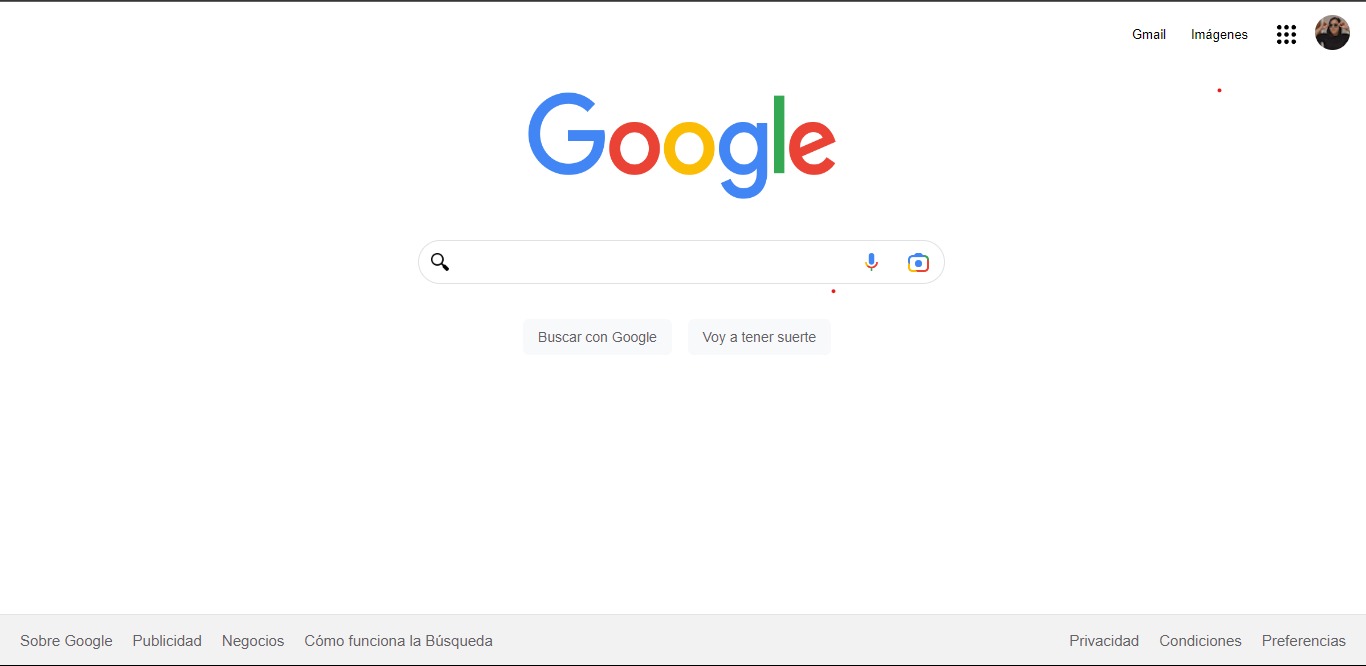 Gmail Imágenes
Google
Buscar con Google Voy a tener suerte
Sobre Google Publicidad Negocios Cómo funciona la Búsqueda Privacidad Condiciones Preferencias